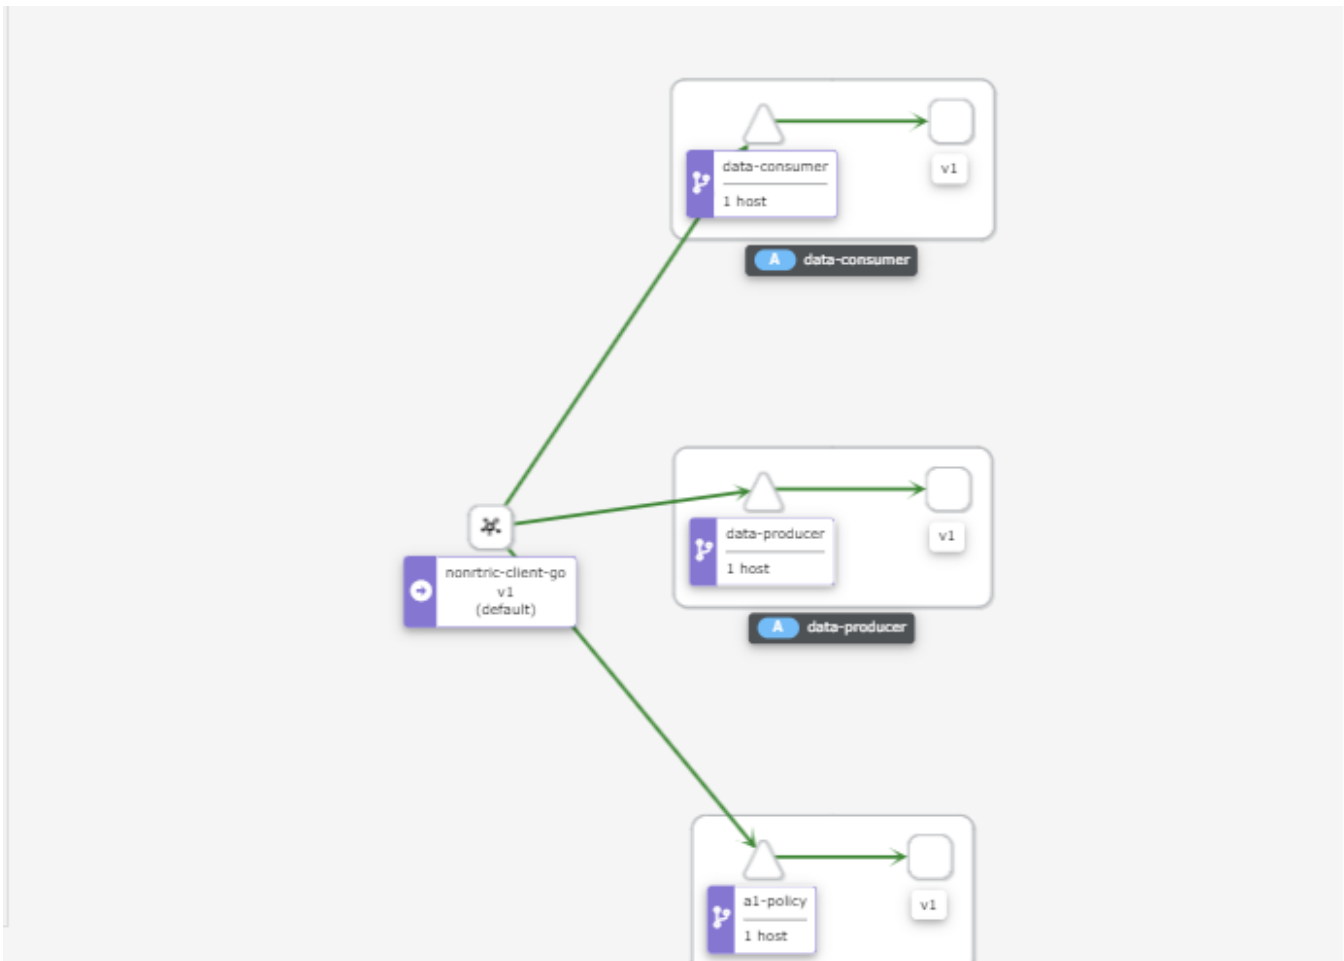 data-consumer
1 host
v1
A data-consumer
data-producer
1 host
v1
A data-producer
nonrtric-client-go
v1
(default)
a1-policy
1 host
v1